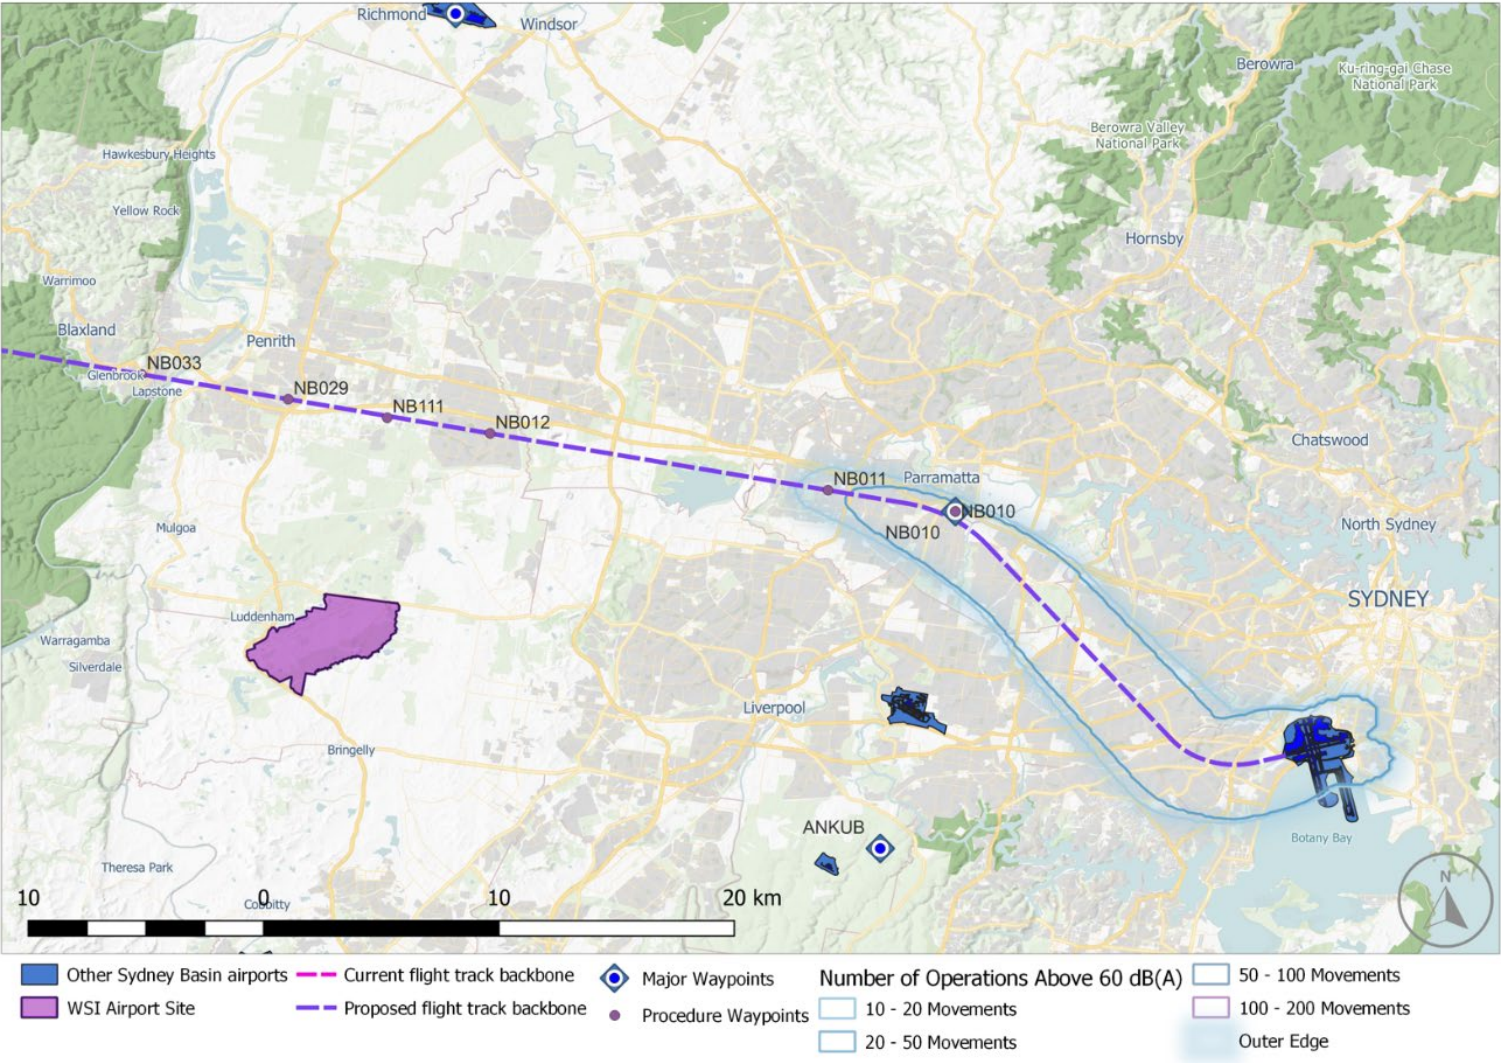 Richmond
Windsor
Berowra
Ku-ring-gai Chase
National Park
Berowra Valley
National Park
Hawkesbury Heights
Yellow Rock
Hornsby
Warrimoo
Blaxland
Penrith
NB033
Glenbrook
Lapstone
NB029
NB111
NB012
Chatswood
NB011
Parramatta
NB010
NB010
North Sydney
Mulgoa
SYDNEY
Luddenham
Warragamba
Silverdale
Liverpool
Bringelly
ANKUB
Botany Bay
Theresa Park
N
10 0 10 20 km
Cobbitty
Other Sydney Basin airports
WSI Airport Site
Current flight track backbone
Proposed flight track backbone
Major Waypoints
Procedure Waypoints
Number of Operations Above 60 dB(A)
10 - 20 Movements
20 - 50 Movements
50 - 100 Movements
100 - 200 Movements
Outer Edge